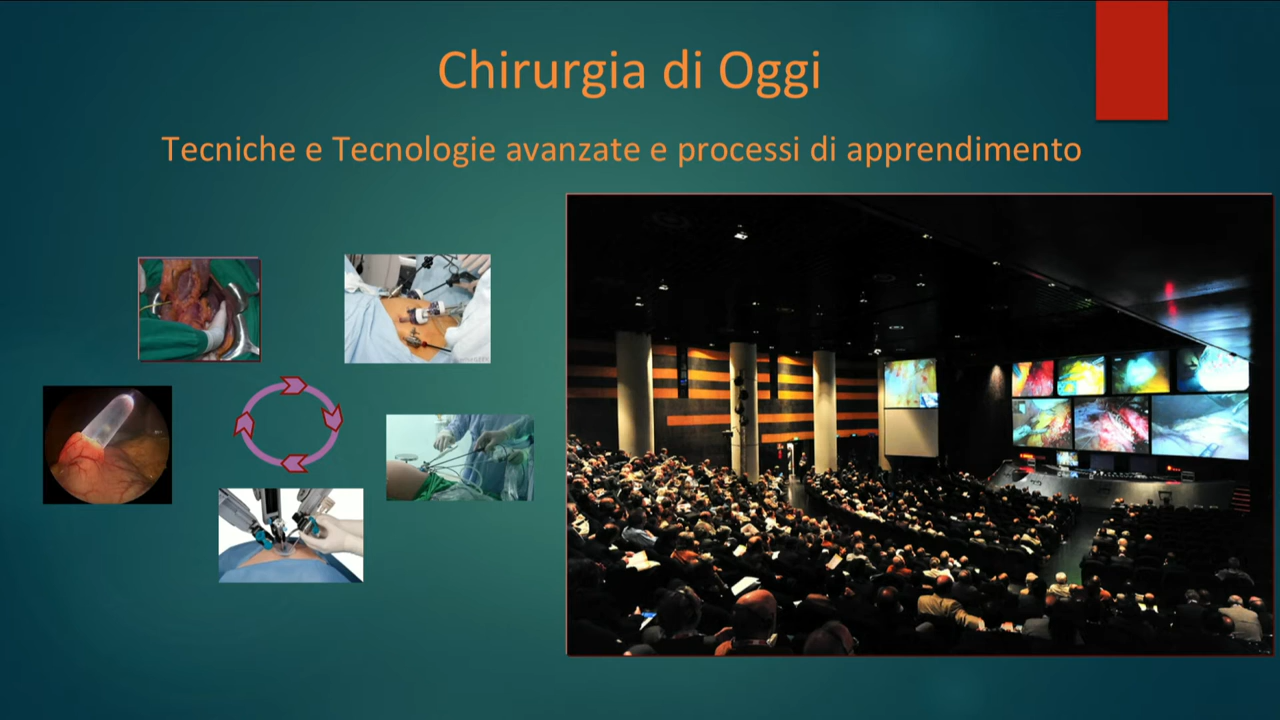 Chirurgia di Oggi
Tecniche e Tecnologie avanzate e processi di apprendimento